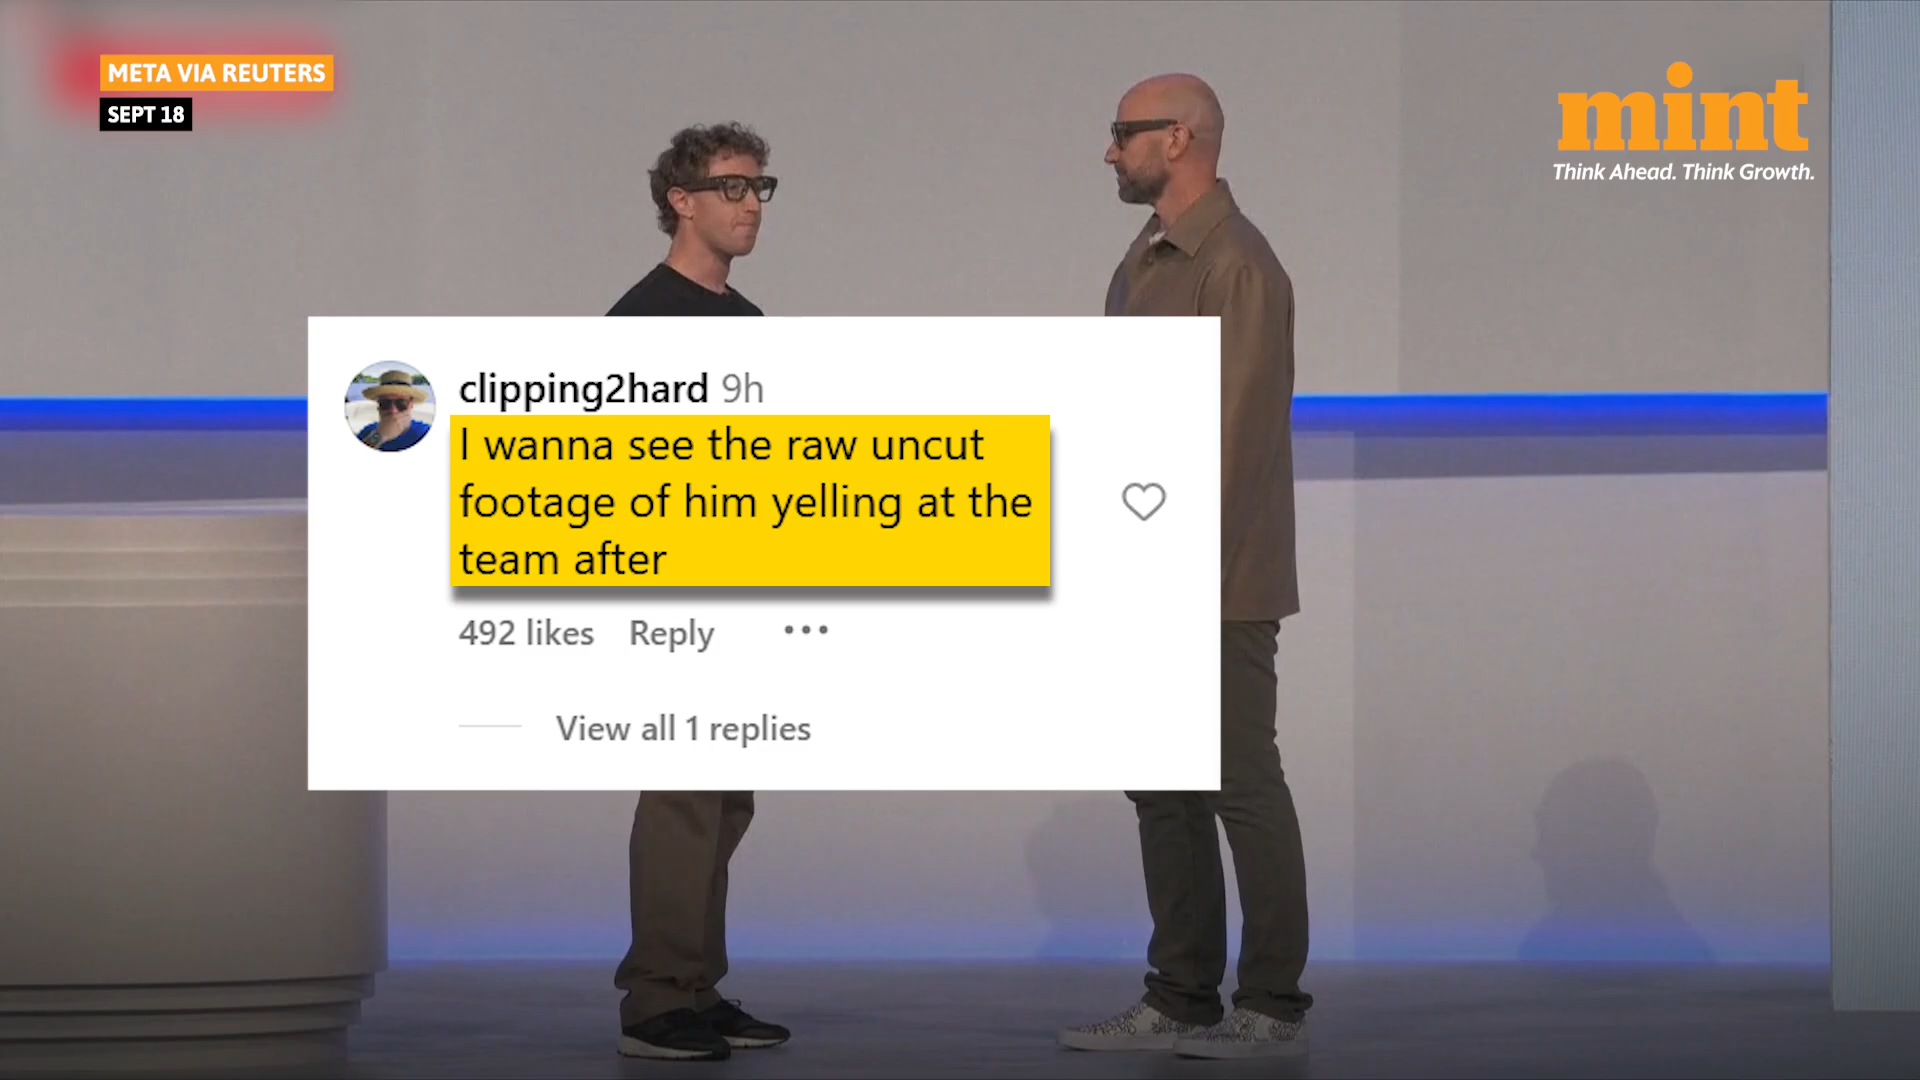 META VIA REUTERS
SEPT 18
mint
Think Ahead. Think Growth.
clipping2hard 9h
I wanna see the raw uncut
footage of him yelling at the
team after
492 likes Reply ...
View all 1 replies